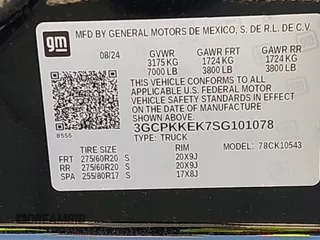 gm
MFD BY GENERAL MOTORS DE MEXICO, S. DE R.L. DE C.V.
08/24 GVWR GAWR FRT GAWR RR
3175 KG 1724 KG 1724 KG
7000 LB 3800 LB 3800 LB
THIS VEHICLE CONFORMS TO ALL
APPLICABLE U.S. FEDERAL MOTOR
VEHICLE SAFETY STANDARDS IN EFFECT
ON THE DATE OF MANUFACTURE
SHOWN ABOVE.
3GCPKKEK7SG101078
TYPE: TRUCK MODEL: 78CK10543
TIRE SIZE RIM
FRT 275/60R20 S 20X9J
RR 275/60R20 S 20X9J
SPA 255/80R17 S 17X8J